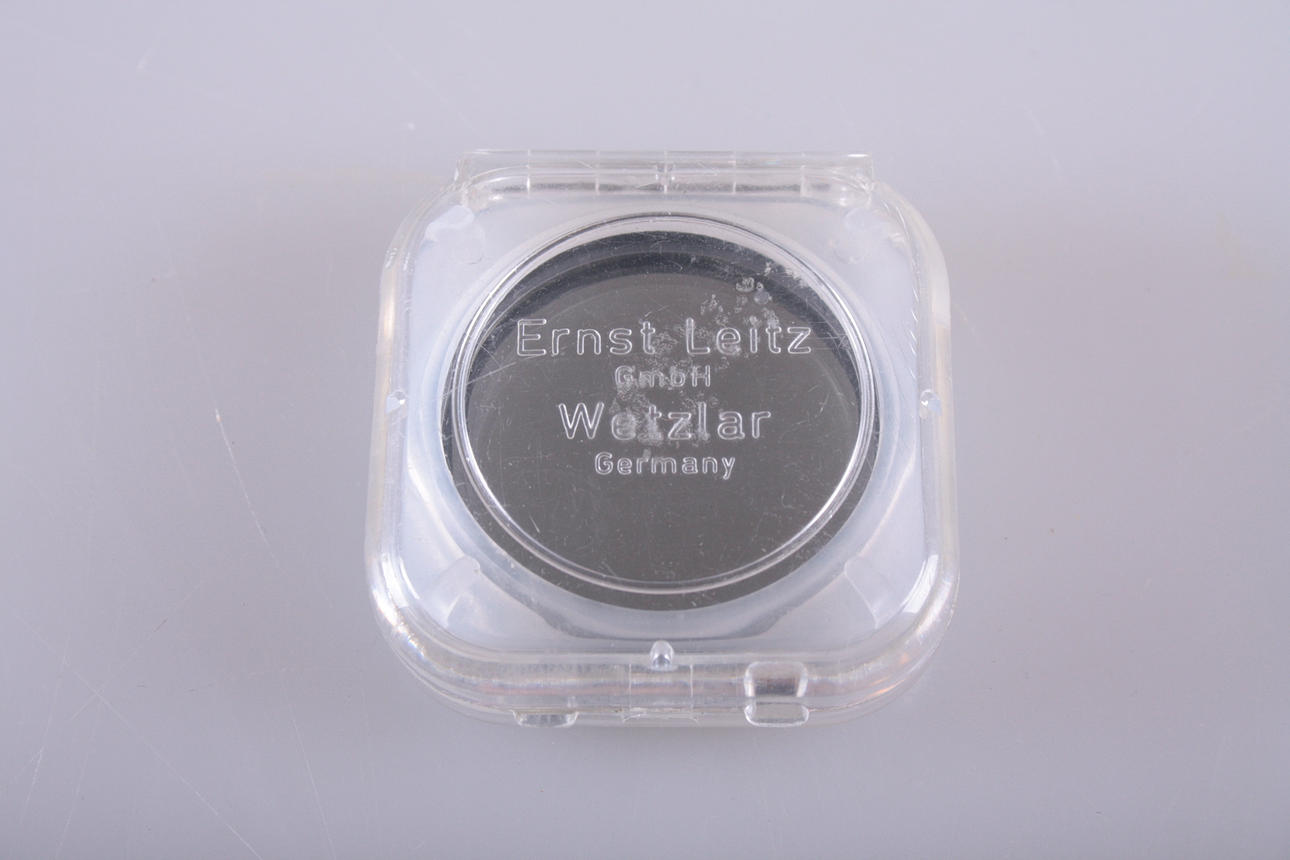 Ernst Leitz
GmbH
Wetzlar
Germany